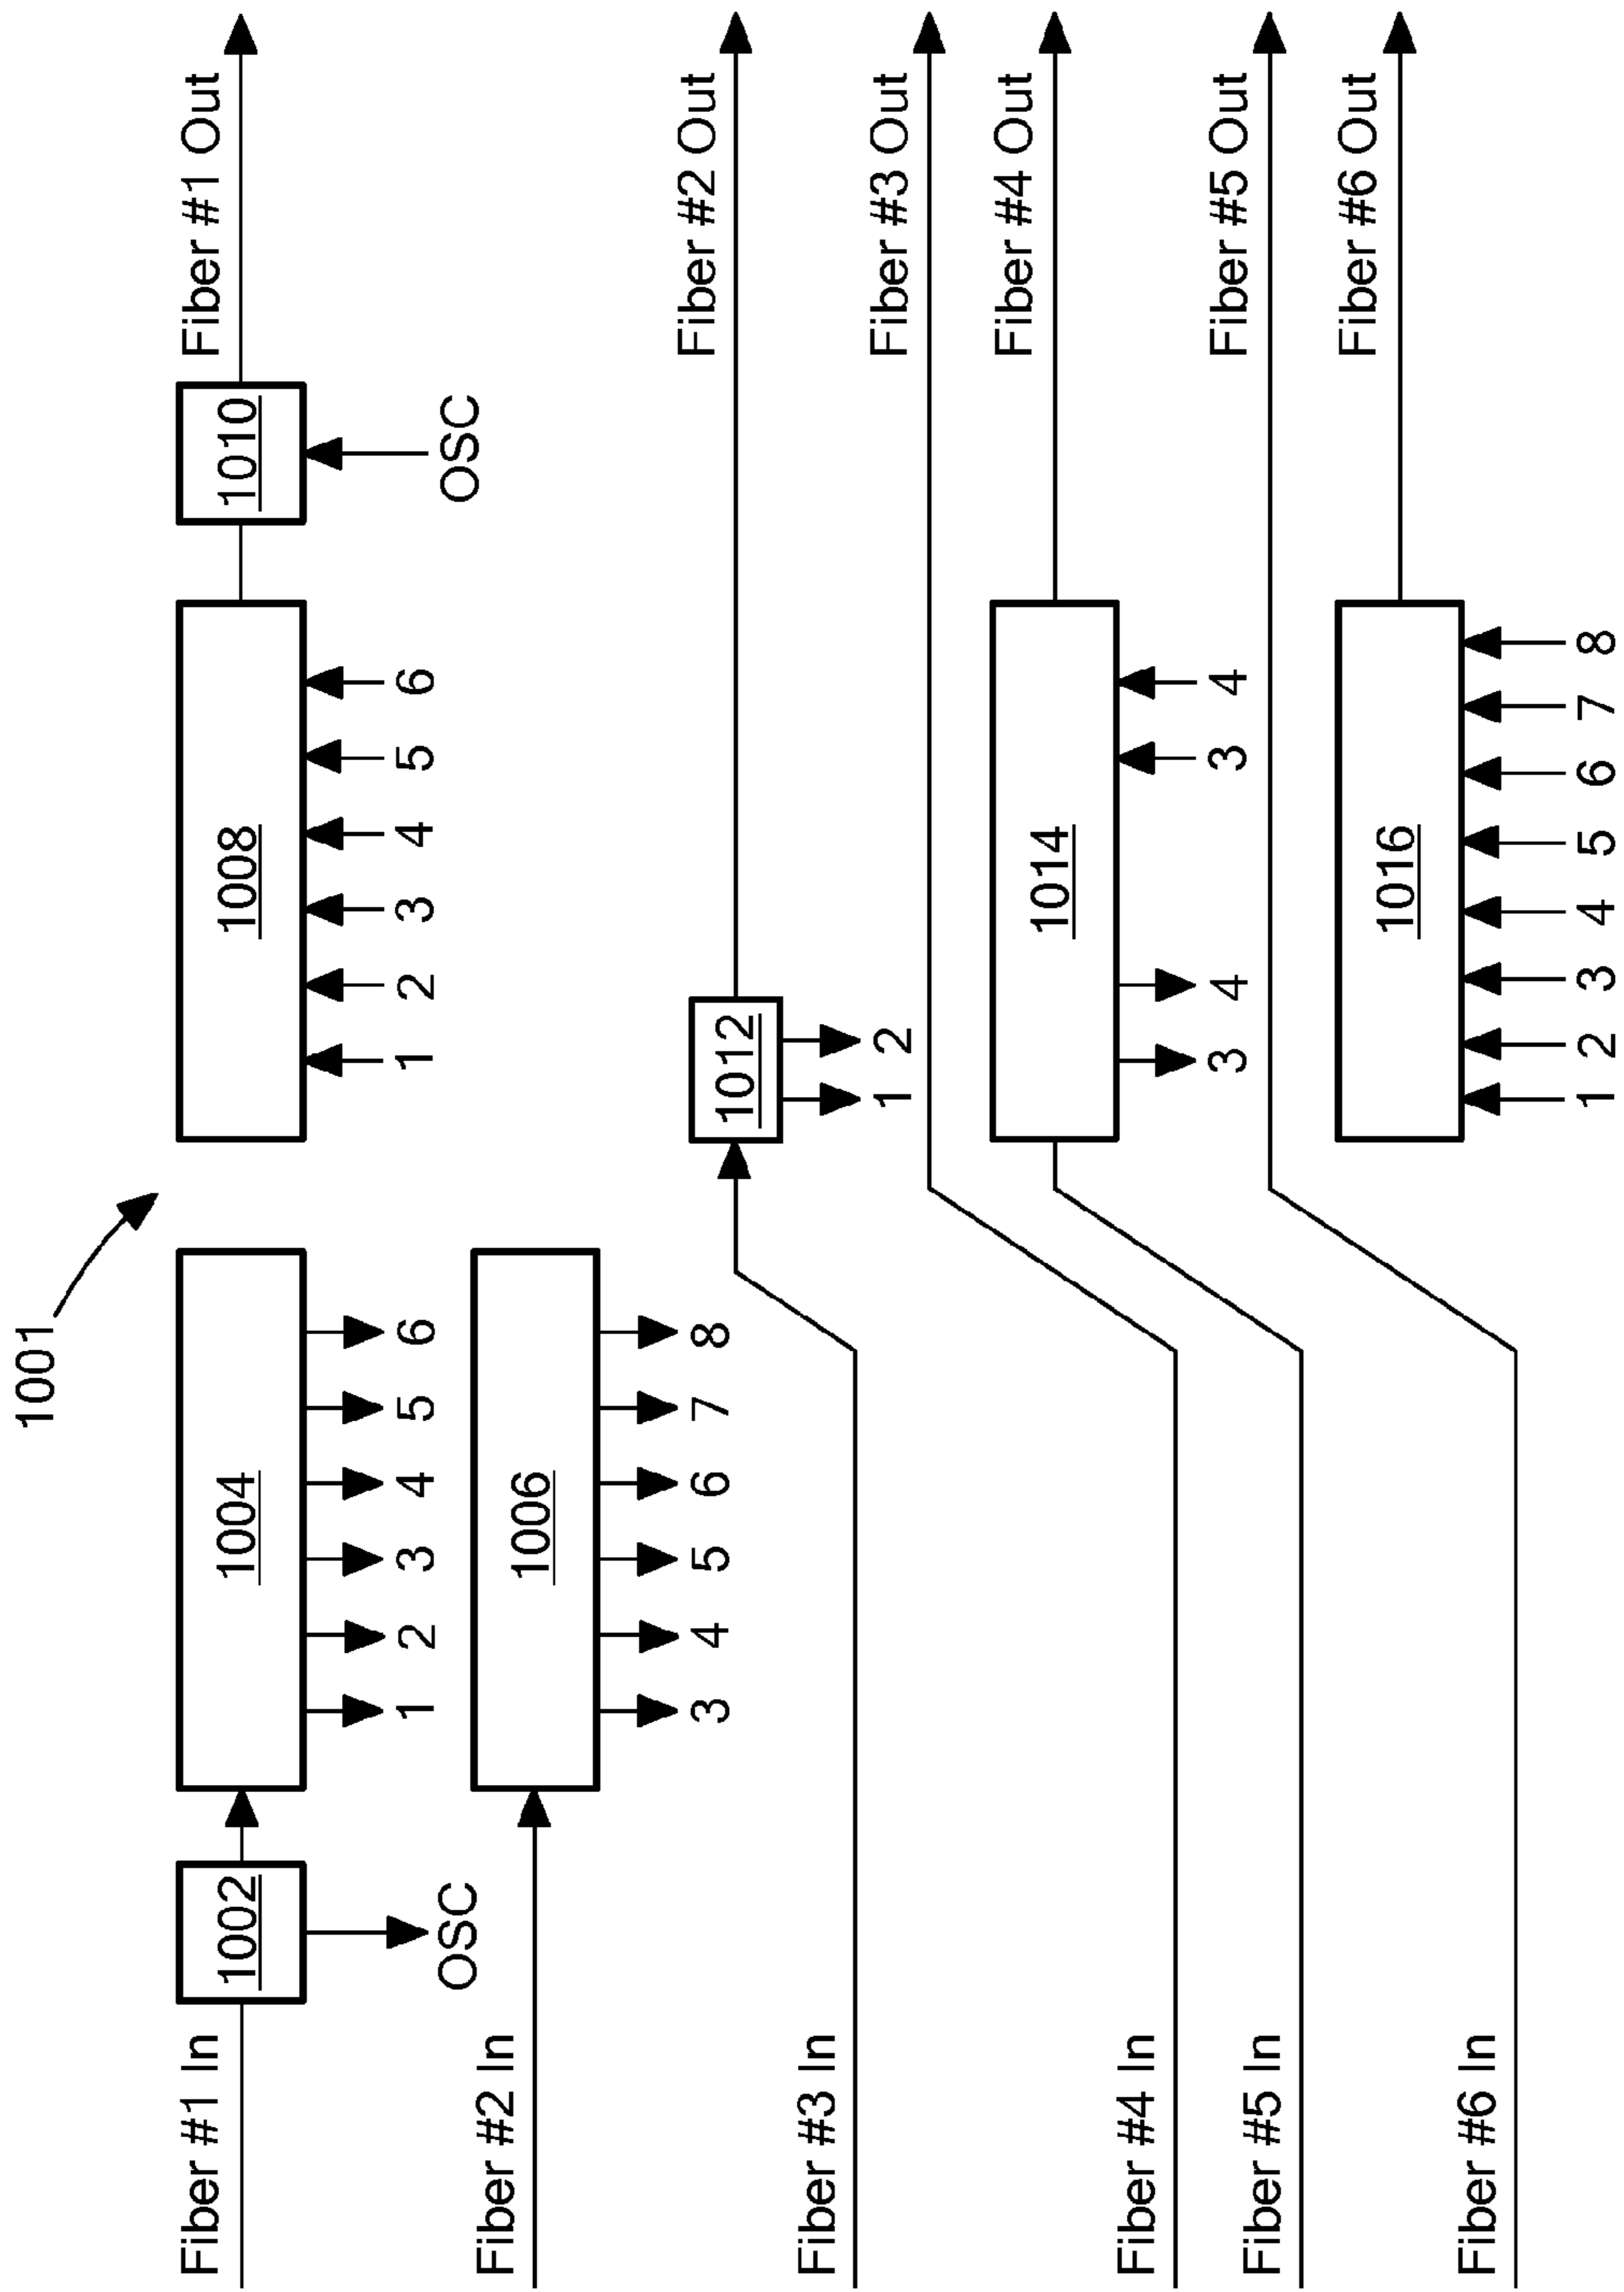 1001
Fiber #1 In
1002
OSC
1004
1 2 3 4 5 6
1008
1 2 3 4 5 6
1010
OSC
Fiber #1 Out
Fiber #2 In
1006
3 4 5 6 7 8
Fiber #2 Out
Fiber #3 In
1012
1 2
Fiber #3 Out
Fiber #4 In
1014
3 4 3 4
Fiber #4 Out
Fiber #5 In
Fiber #5 Out
Fiber #6 In
1016
1 2 3 4 5 6 7 8
Fiber #6 Out